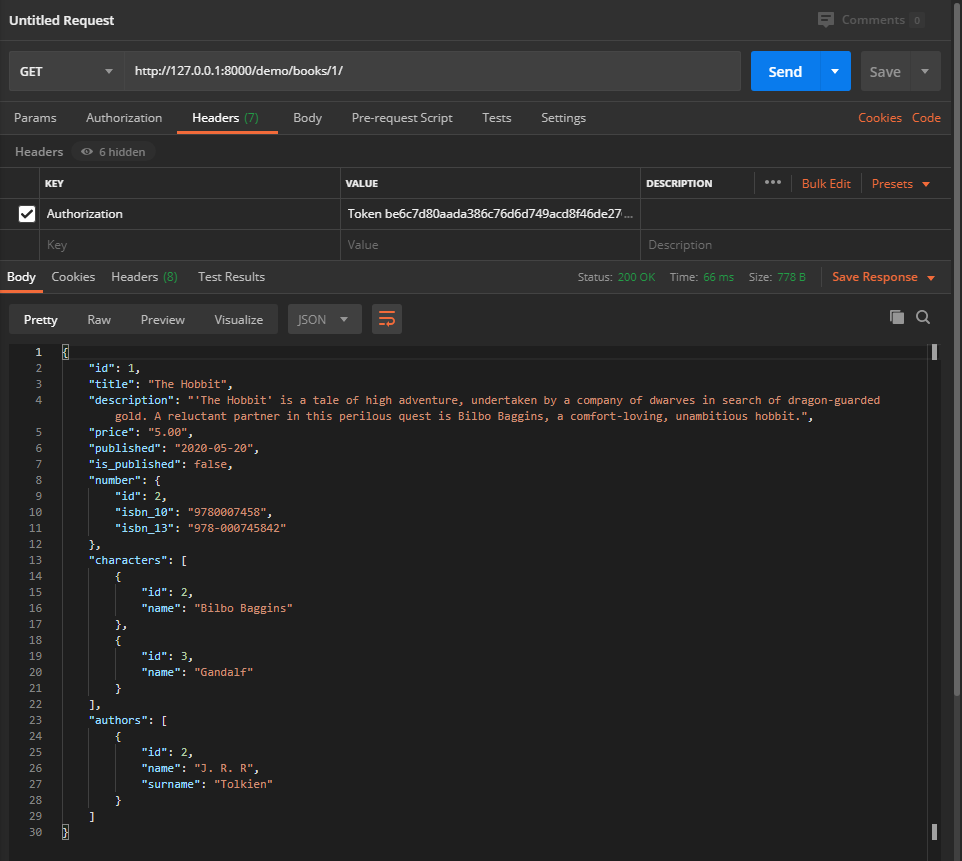 Untitled Request
Comments 0
GET http://127.0.0.1:8000/demo/books/1/ Send Save
Params Authorization Headers (7) Body Pre-request Script Tests Settings Cookies Code
Headers 6 hidden
KEY VALUE DESCRIPTION ••• Bulk Edit Presets
Authorization Token be6c7d80aada386c76d6d749acd8f46de27 ...
Key Value Description
Body Cookies Headers (8) Test Results Status: 200 OK Time: 66 ms Size: 778 B Save Response
Pretty Raw Preview Visualize JSON
1 {
2 "id": 1,
3 "title": "The Hobbit",
4 "description": "'The Hobbit' is a tale of high adventure, undertaken by a company of dwarves in search of dragon-guarded
gold. A reluctant partner in this perilous quest is Bilbo Baggins, a comfort-loving, unambitious hobbit.",
5 "price": "5.00",
6 "published": "2020-05-20",
7 "is_published": false,
8 "number": {
9 "id": 2,
10 "isbn_10": "9780007458",
11 "isbn_13": "978-000745842"
12 },
13 "characters": [
14 {
15 "id": 2,
16 "name": "Bilbo Baggins"
17 },
18 {
19 "id": 3,
20 "name": "Gandalf"
21 }
22 ],
23 "authors": [
24 {
25 "id": 2,
26 "name": "J. R. R",
27 "surname": "Tolkien"
28 }
29 ]
30 }